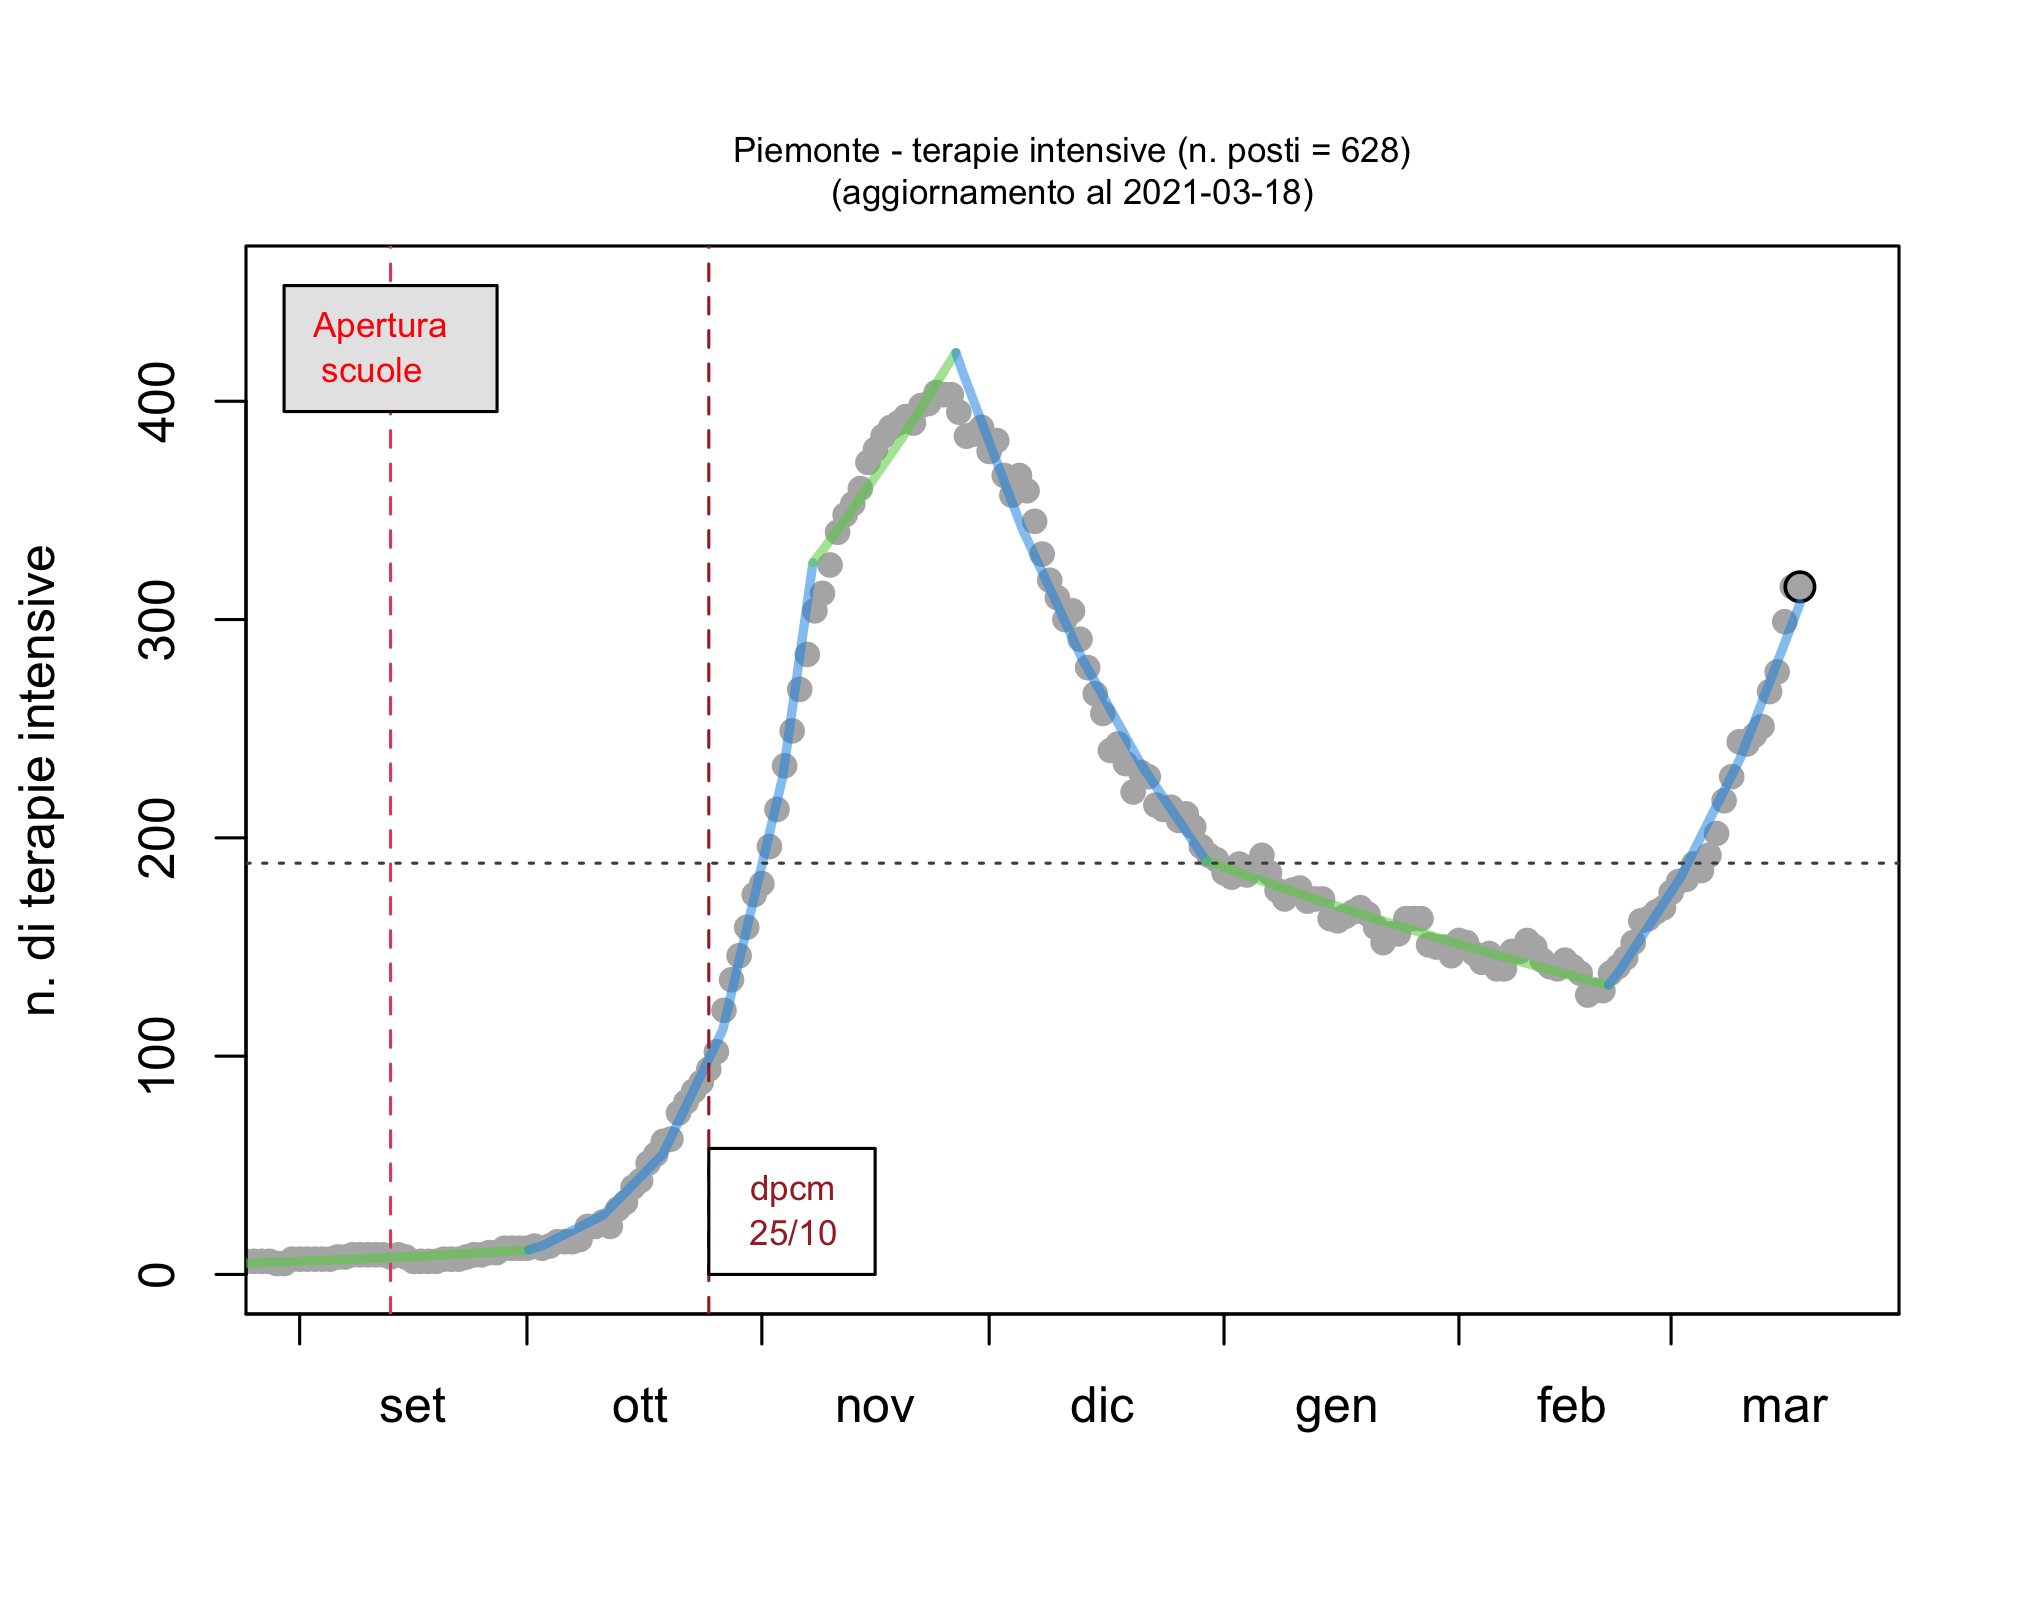 Piemonte - terapie intensive (n. posti = 628)
(aggiornamento al 2021-03-18)
Apertura
scuole
n. di terapie intensive
400
300
200
100
0
dpcm
25/10
set ott nov dic gen feb mar